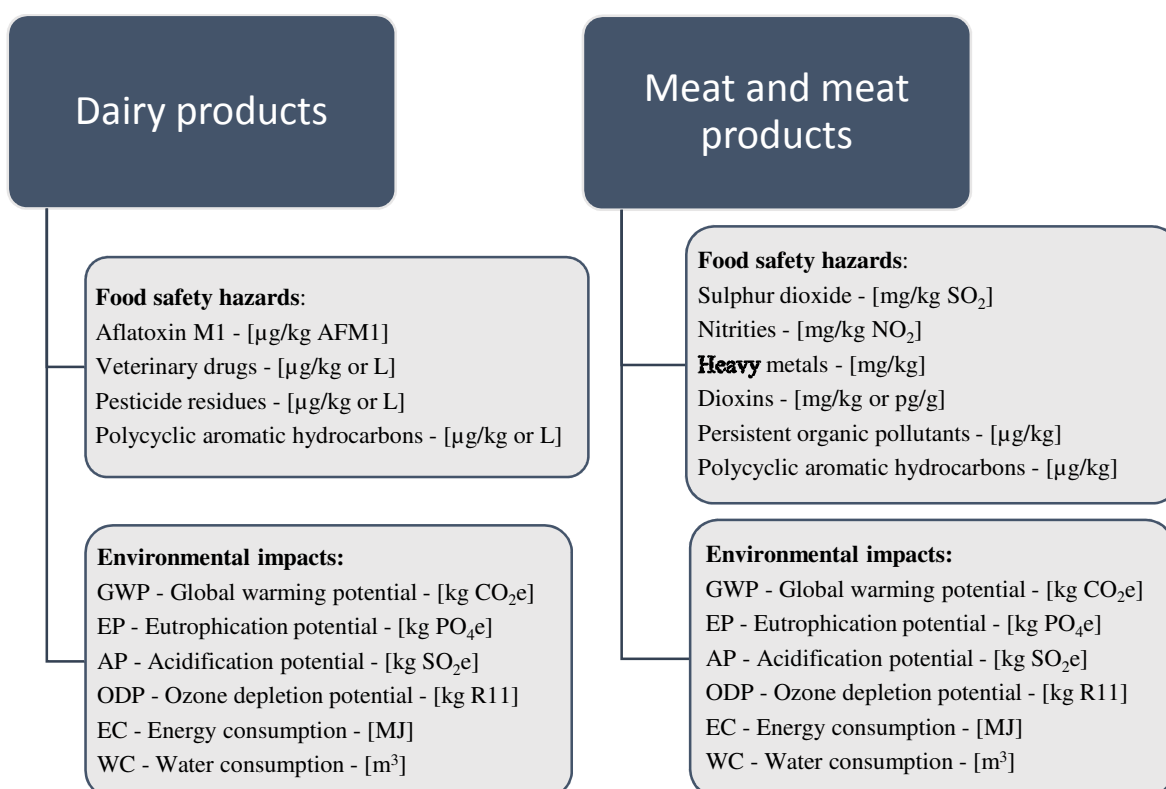 Dairy products
Food safety hazards:
Aflatoxin M1 - [µg/kg AFM1]
Veterinary drugs - [µg/kg or L]
Pesticide residues - [µg/kg or L]
Polycyclic aromatic hydrocarbons - [µg/kg or L]
Environmental impacts:
GWP - Global warming potential - [kg CO₂e]
EP - Eutrophication potential - [kg PO₄e]
AP - Acidification potential - [kg SO₂e]
ODP - Ozone depletion potential - [kg R11]
EC - Energy consumption - [MJ]
WC - Water consumption - [m³]
Meat and meat
products
Food safety hazards:
Sulphur dioxide - [mg/kg SO₂]
Nitrities - [mg/kg NO₂]
Heavy metals - [mg/kg]
Dioxins - [mg/kg or pg/g]
Persistent organic pollutants - [µg/kg]
Polycyclic aromatic hydrocarbons - [µg/kg]
Environmental impacts:
GWP - Global warming potential - [kg CO₂e]
EP - Eutrophication potential - [kg PO₄e]
AP - Acidification potential - [kg SO₂e]
ODP - Ozone depletion potential - [kg R11]
EC - Energy consumption - [MJ]
WC - Water consumption - [m³]